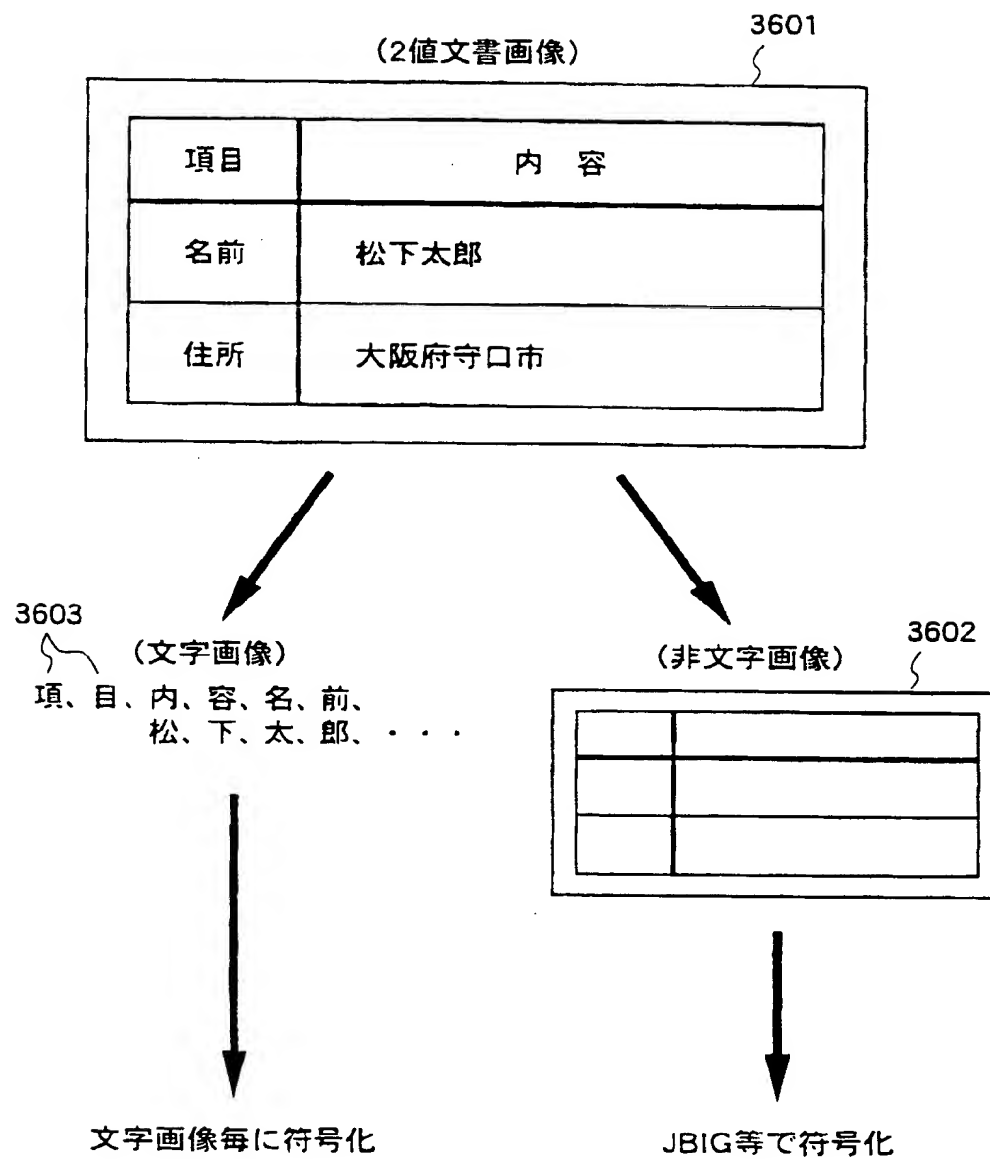 3601
(2値文書画像)
項目 内 容
名前 松下太郎
住所 大阪府守口市
3603
(文字画像)
項、目、内、容、名、前、
松、下、太、郎、・・・
3602
(非文字画像)
文字画像毎に符号化
JBIG等で符号化